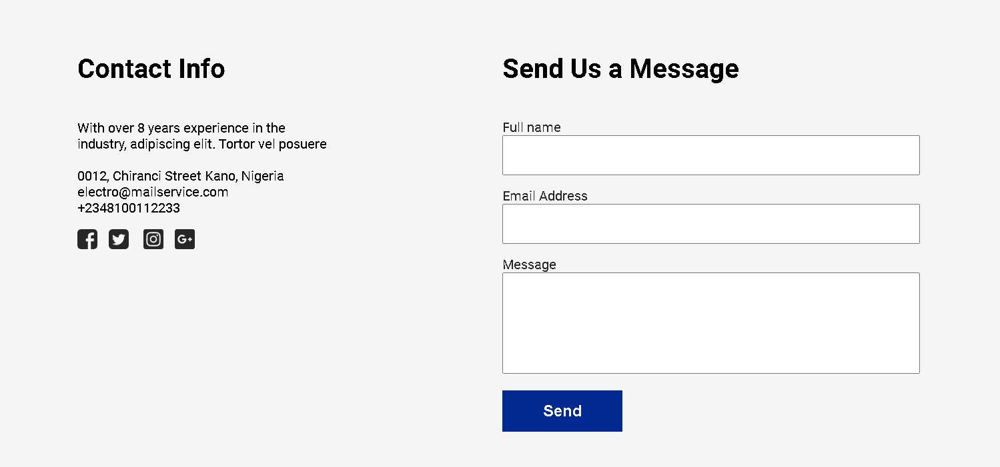 Contact Info
With over 8 years experience in the
industry, adipiscing elit. Tortor vel posuere
0012, Chiranci Street Kano, Nigeria
electro@mailservice.com
+2348100112233
G+
Send Us a Message
Full name
Email Address
Message
Send